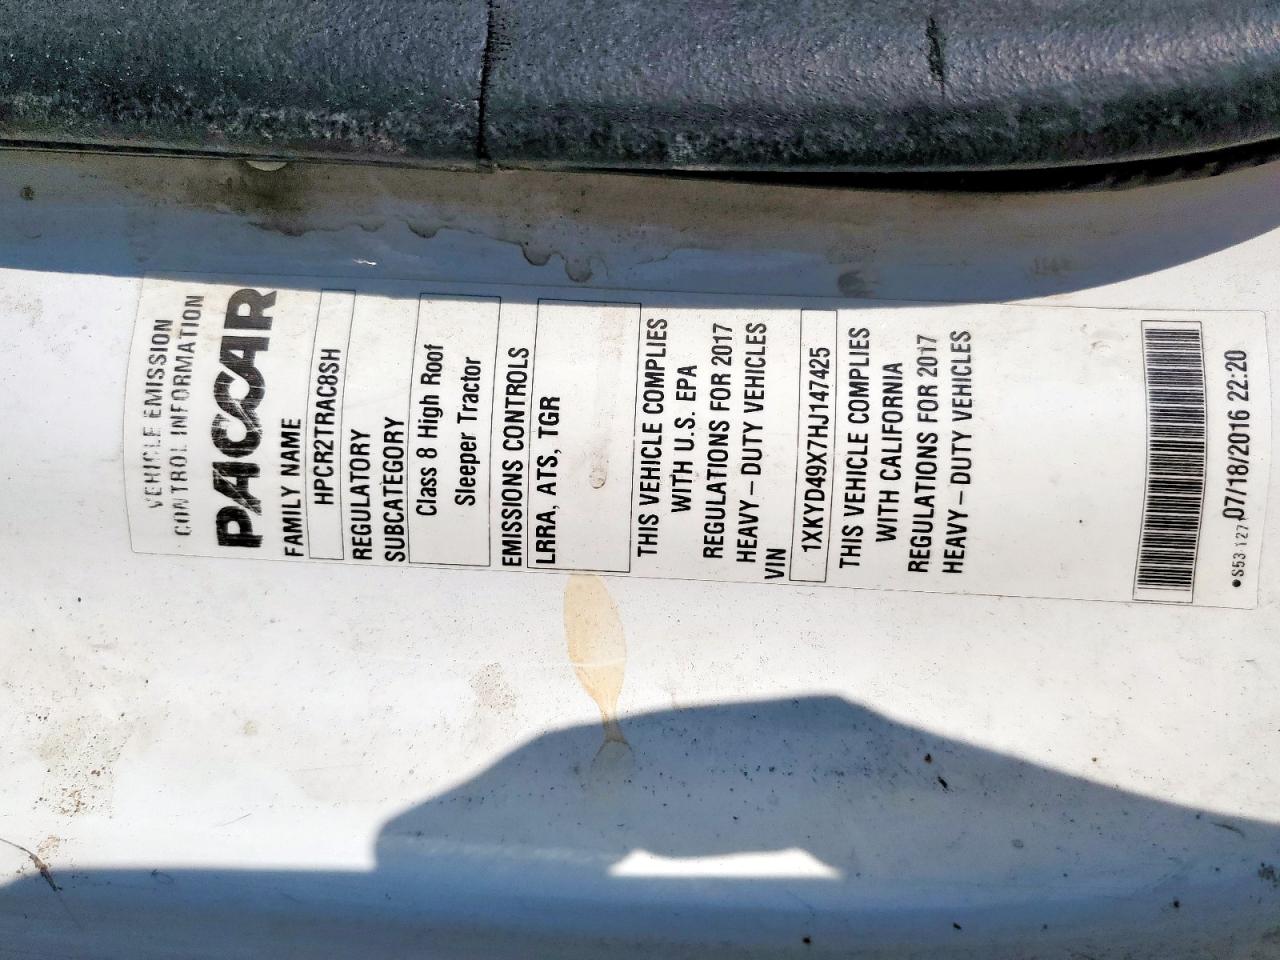 VEHICLE EMISSION
CONTROL INFORMATION
PACCAR
FAMILY NAME
HPCR2TRAC8SH
REGULATORY
SUBCATEGORY
Class 8 High Roof
Sleeper Tractor
EMISSIONS CONTROLS
LRRA, ATS, TGR
THIS VEHICLE COMPLIES
WITH U.S. EPA
REGULATIONS FOR 2017
HEAVY – DUTY VEHICLES
VIN
1XKYD49X7HJ147425
THIS VEHICLE COMPLIES
WITH CALIFORNIA
REGULATIONS FOR 2017
HEAVY – DUTY VEHICLES
•S53 127 07/18/2016 22:20